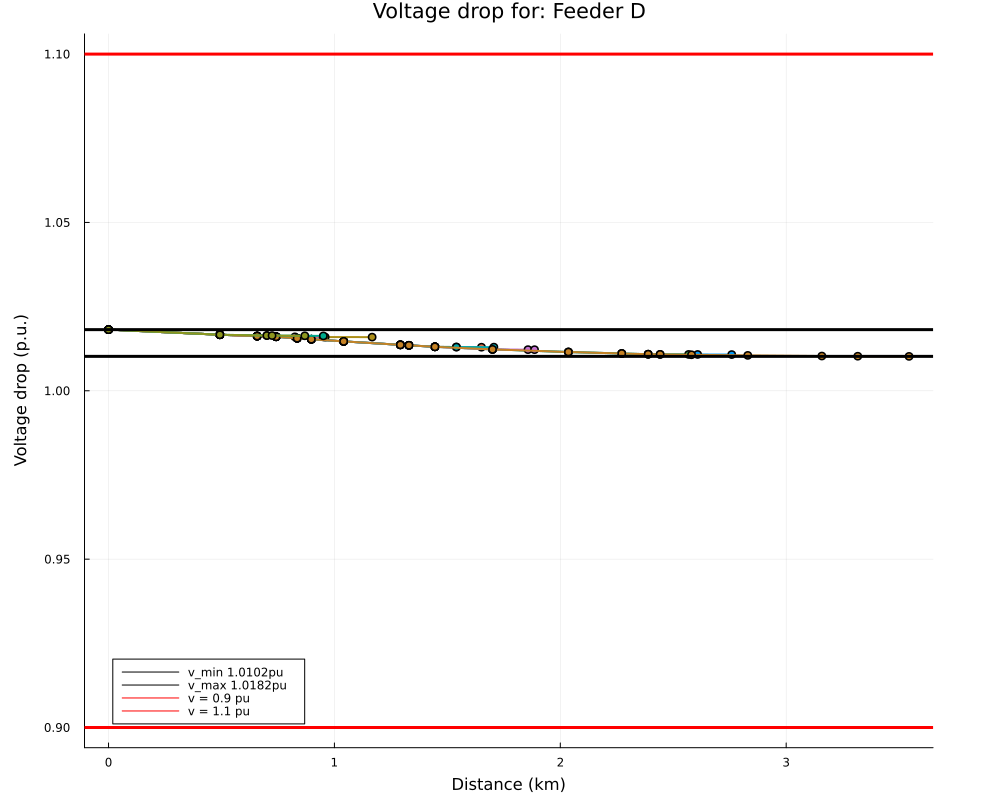 Voltage drop for: Feeder D
1.10
1.05
1.00
0.95
0.90
Voltage drop (p.u.)
v_min 1.0102pu
v_max 1.0182pu
v = 0.9 pu
v = 1.1 pu
0 1 2 3
Distance (km)